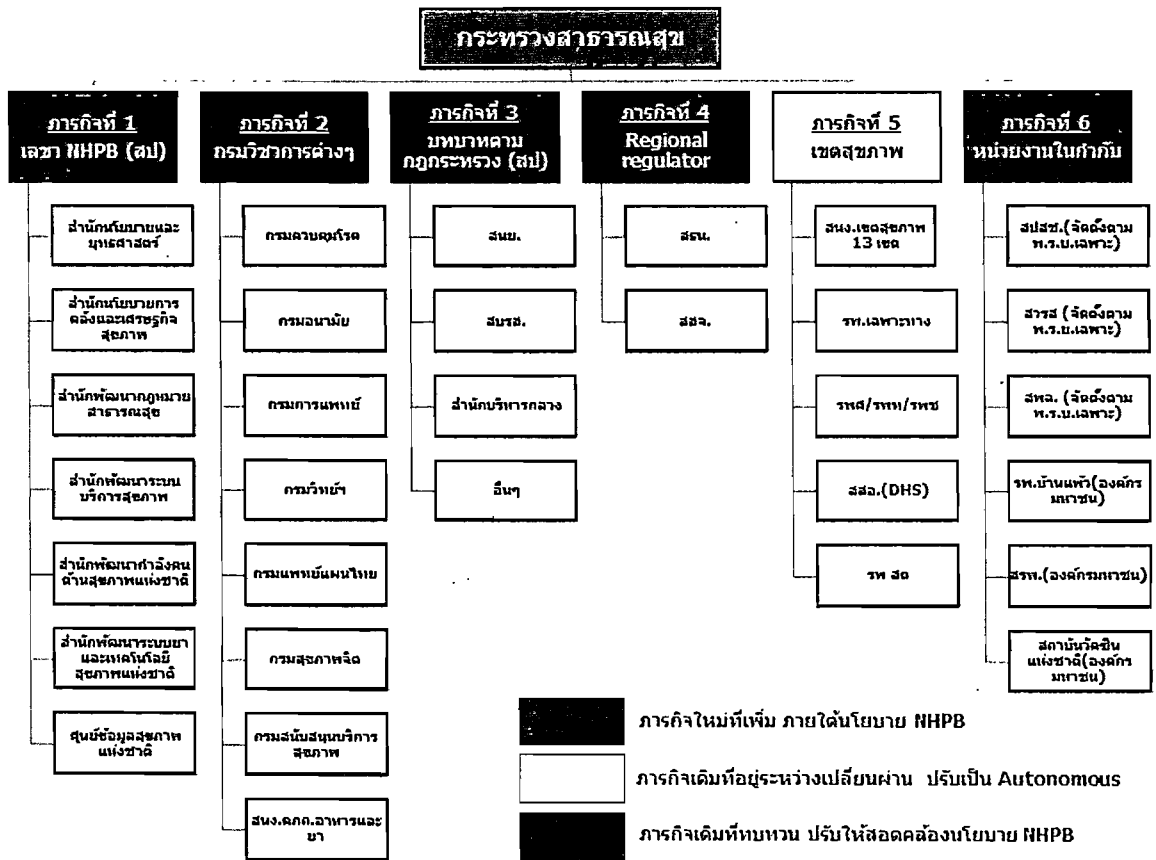 กระทรวงสาธารณสุข
ภารกิจที่ 1
เลขา NHPB (สป)
สำนักนโยบายและ
ยุทธศาสตร์
สำนักนโยบายการ
คลังและเศรษฐกิจ
สุขภาพ
สำนักพัฒนากฎหมาย
สาธารณสุข
สำนักพัฒนาระบบ
บริการสุขภาพ
สำนักพัฒนากำลังคน
ด้านสุขภาพแห่งชาติ
สำนักพัฒนาระบบยา
และเทคโนโลยี
สุขภาพแห่งชาติ
ศูนย์ข้อมูลสุขภาพ
แห่งชาติ
ภารกิจที่ 2
กรมวิชาการต่างๆ
กรมควบคุมโรค
กรมอนามัย
กรมการแพทย์
กรมวิทย์ฯ
กรมแพทย์แผนไทย
กรมสุขภาพจิต
กรมสนับสนุนบริการ
สุขภาพ
สนง.คกก.อาหารและ
ยา
ภารกิจที่ 3
บทบาทตาม
กฎกระทรวง (สป)
สนย.
สบรส.
สำนักบริหารกลาง
อื่นๆ
ภารกิจที่ 4
Regional
regulator
สธน.
สสจ.
ภารกิจที่ 5
เขตสุขภาพ
สนง.เขตสุขภาพ
13 เขต
รพ.เฉพาะทาง
รพศ/รพท/รพช
สสอ.(DHS)
รพ สต
ภารกิจที่ 6
หน่วยงานในกำกับ
สปสช.(จัดตั้งตาม
พ.ร.บ.เฉพาะ)
สวรส (จัดตั้งตาม
พ.ร.บ.เฉพาะ)
สพฉ. (จัดตั้งตาม
พ.ร.บ.เฉพาะ)
รพ.บ้านแพ้ว(องค์กร
มหาชน)
สรพ.(องค์กรมหาชน)
สถาบันวัคซีน
แห่งชาติ(องค์กร
มหาชน)
ภารกิจใหม่ที่เพิ่ม ภายใต้นโยบาย NHPB
ภารกิจเดิมที่อยู่ระหว่างเปลี่ยนผ่าน ปรับเป็น Autonomous
ภารกิจเดิมที่ทบทวน ปรับให้สอดคล้องนโยบาย NHPB